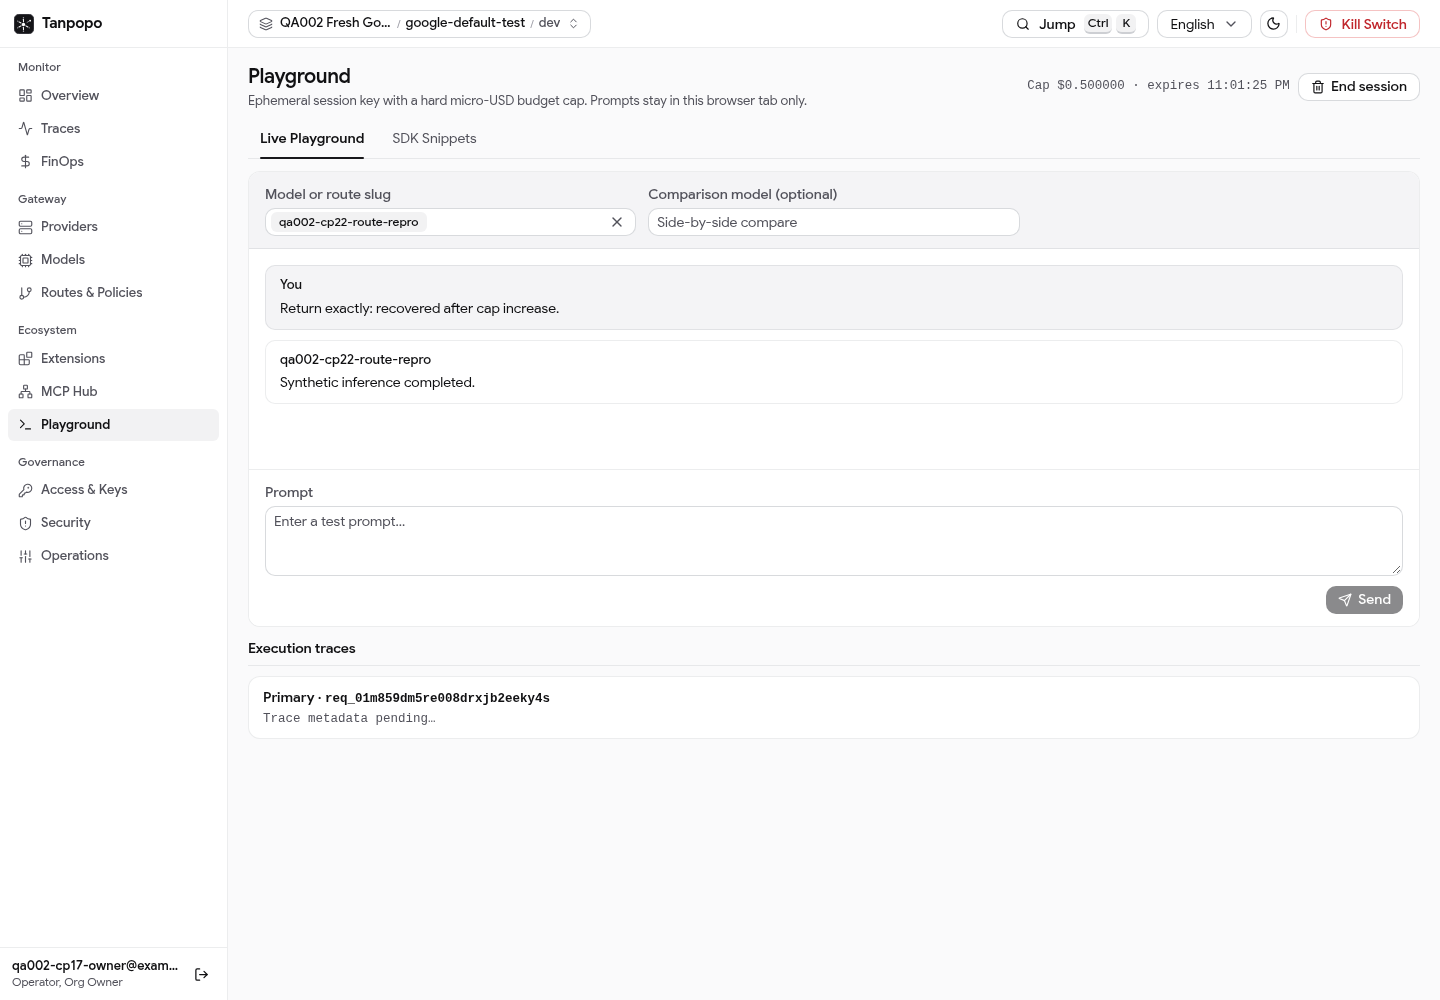 Tanpopo
QA002 Fresh Go... / google-default-test / dev
Jump Ctrl K
English
Kill Switch
Monitor
Overview
Traces
FinOps
Gateway
Providers
Models
Routes & Policies
Ecosystem
Extensions
MCP Hub
Playground
Governance
Access & Keys
Security
Operations
qa002-cp17-owner@exam...
Operator, Org Owner
Playground
Ephemeral session key with a hard micro-USD budget cap. Prompts stay in this browser tab only.
Cap $0.500000 · expires 11:01:25 PM
End session
Live Playground
SDK Snippets
Model or route slug
qa002-cp22-route-repro
Comparison model (optional)
Side-by-side compare
You
Return exactly: recovered after cap increase.
qa002-cp22-route-repro
Synthetic inference completed.
Prompt
Enter a test prompt...
Send
Execution traces
Primary · req_01m859dm5re008drxjb2eeky4s
Trace metadata pending…